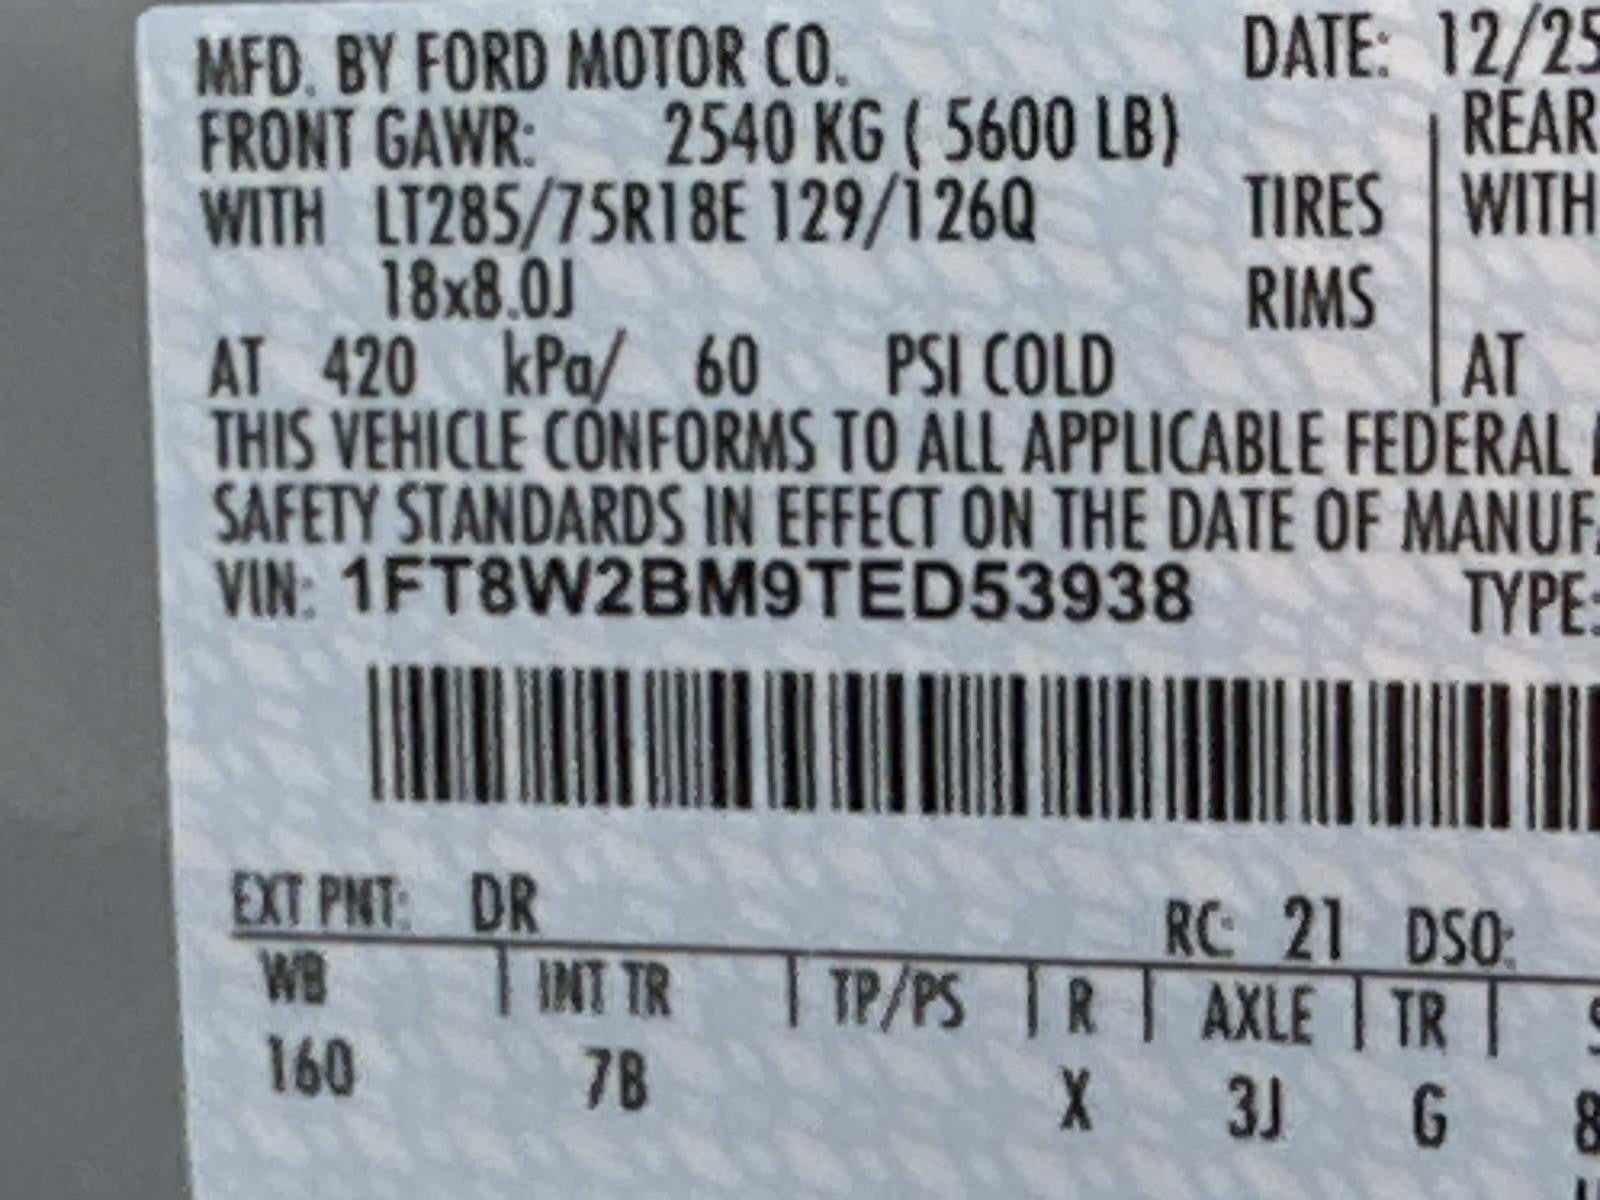 MFD. BY FORD MOTOR CO. DATE: 12/25
FRONT GAWR: 2540 KG ( 5600 LB) REAR
WITH LT285/75R18E 129/126Q TIRES WITH
18x8.0J RIMS
AT 420 kPa/ 60 PSI COLD AT
THIS VEHICLE CONFORMS TO ALL APPLICABLE FEDERAL
SAFETY STANDARDS IN EFFECT ON THE DATE OF MANUF
VIN: 1FT8W2BM9TED53938 TYPE:
EXT PNT: DR RC: 21 DSO:
WB INT TR TP/PS R AXLE TR S
160 7B X 3J G 8